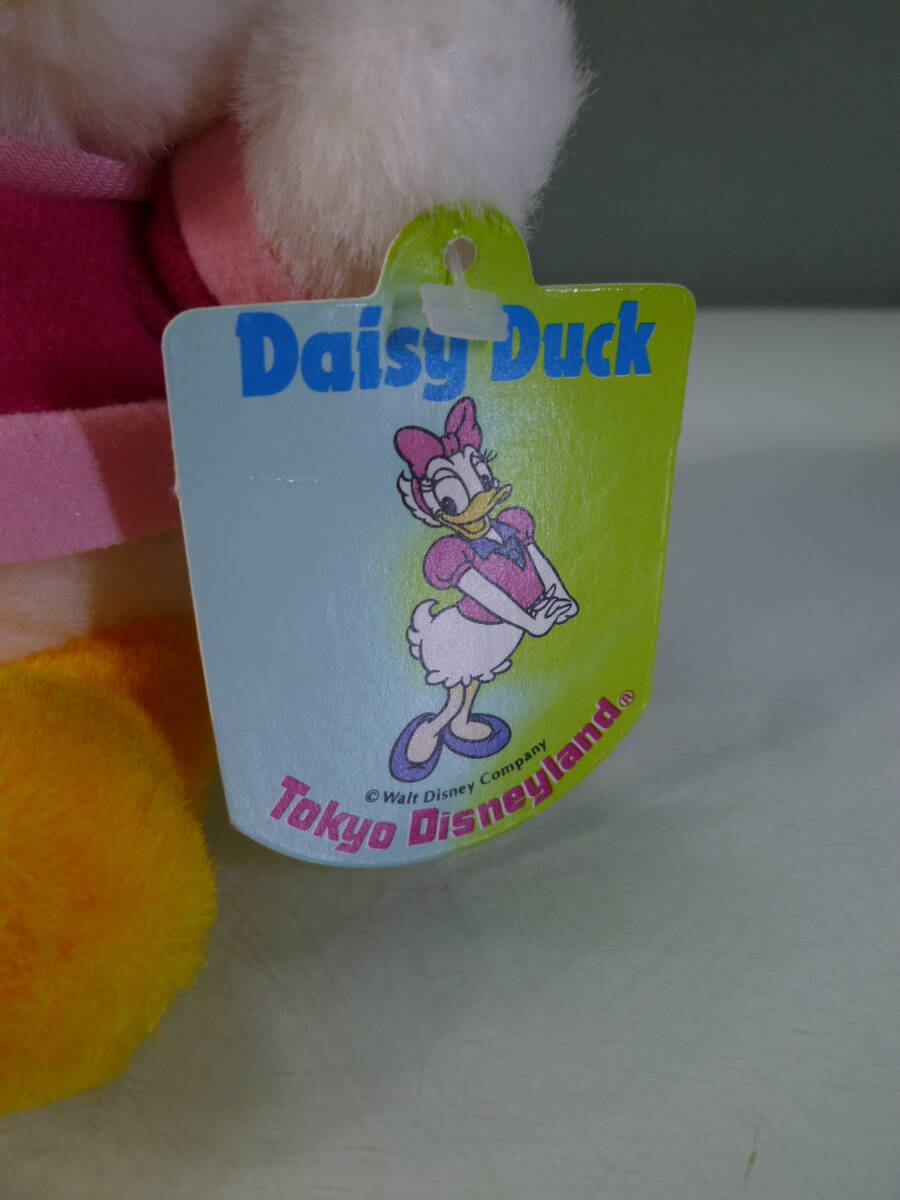 Daisy Duck
© Walt Disney Company
Tokyo Disneyland®